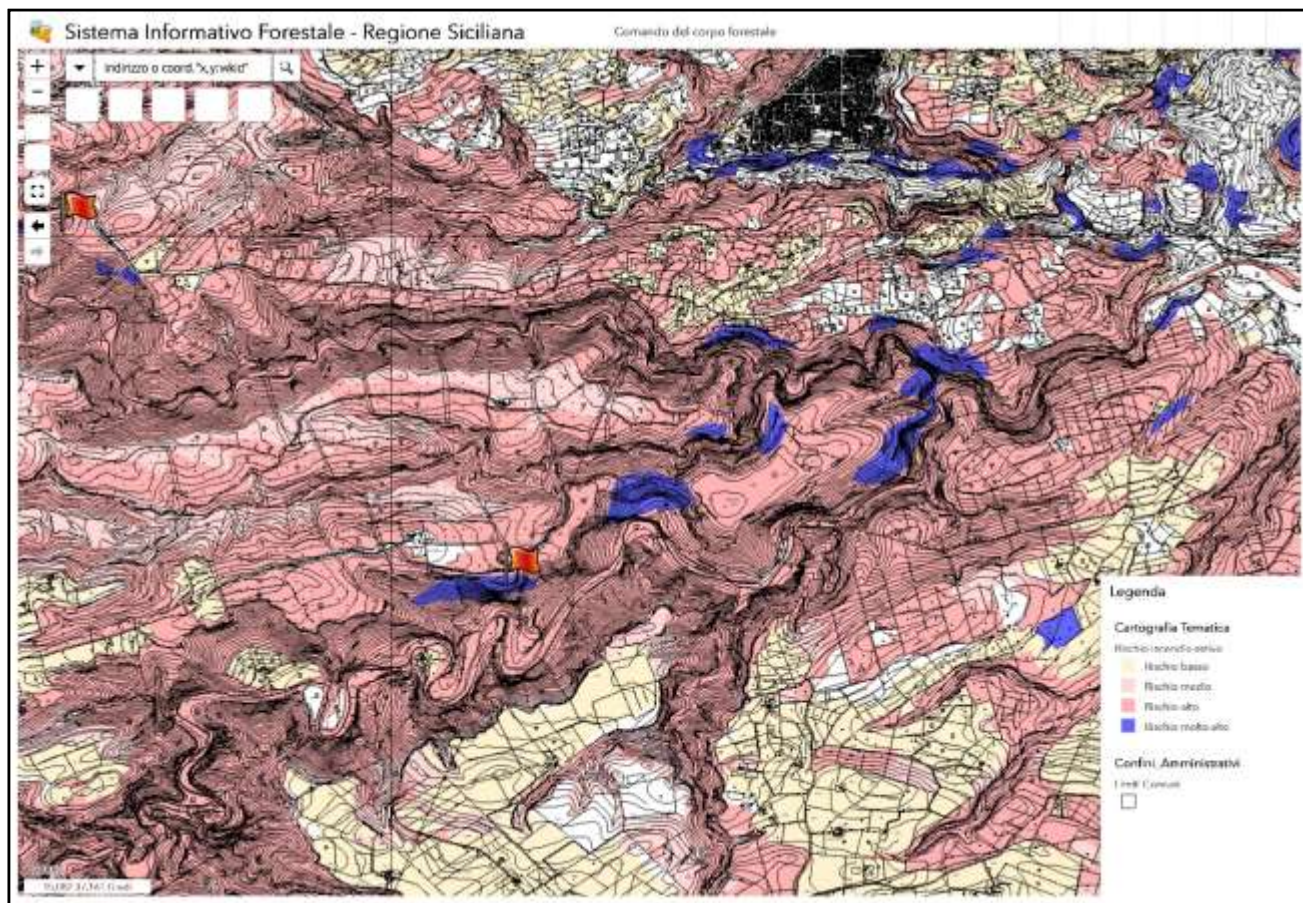 Sistema Informativo Forestale - Regione Siciliana
Comando del corpo forestale
Indirizzo o coord."x,y:wkid"
Legenda
Cartografia Tematica
Rischio incendio estivo
Rischio basso
Rischio medio
Rischio alto
Rischio molto alto
Confini Amministrativi
Limiti Comuni